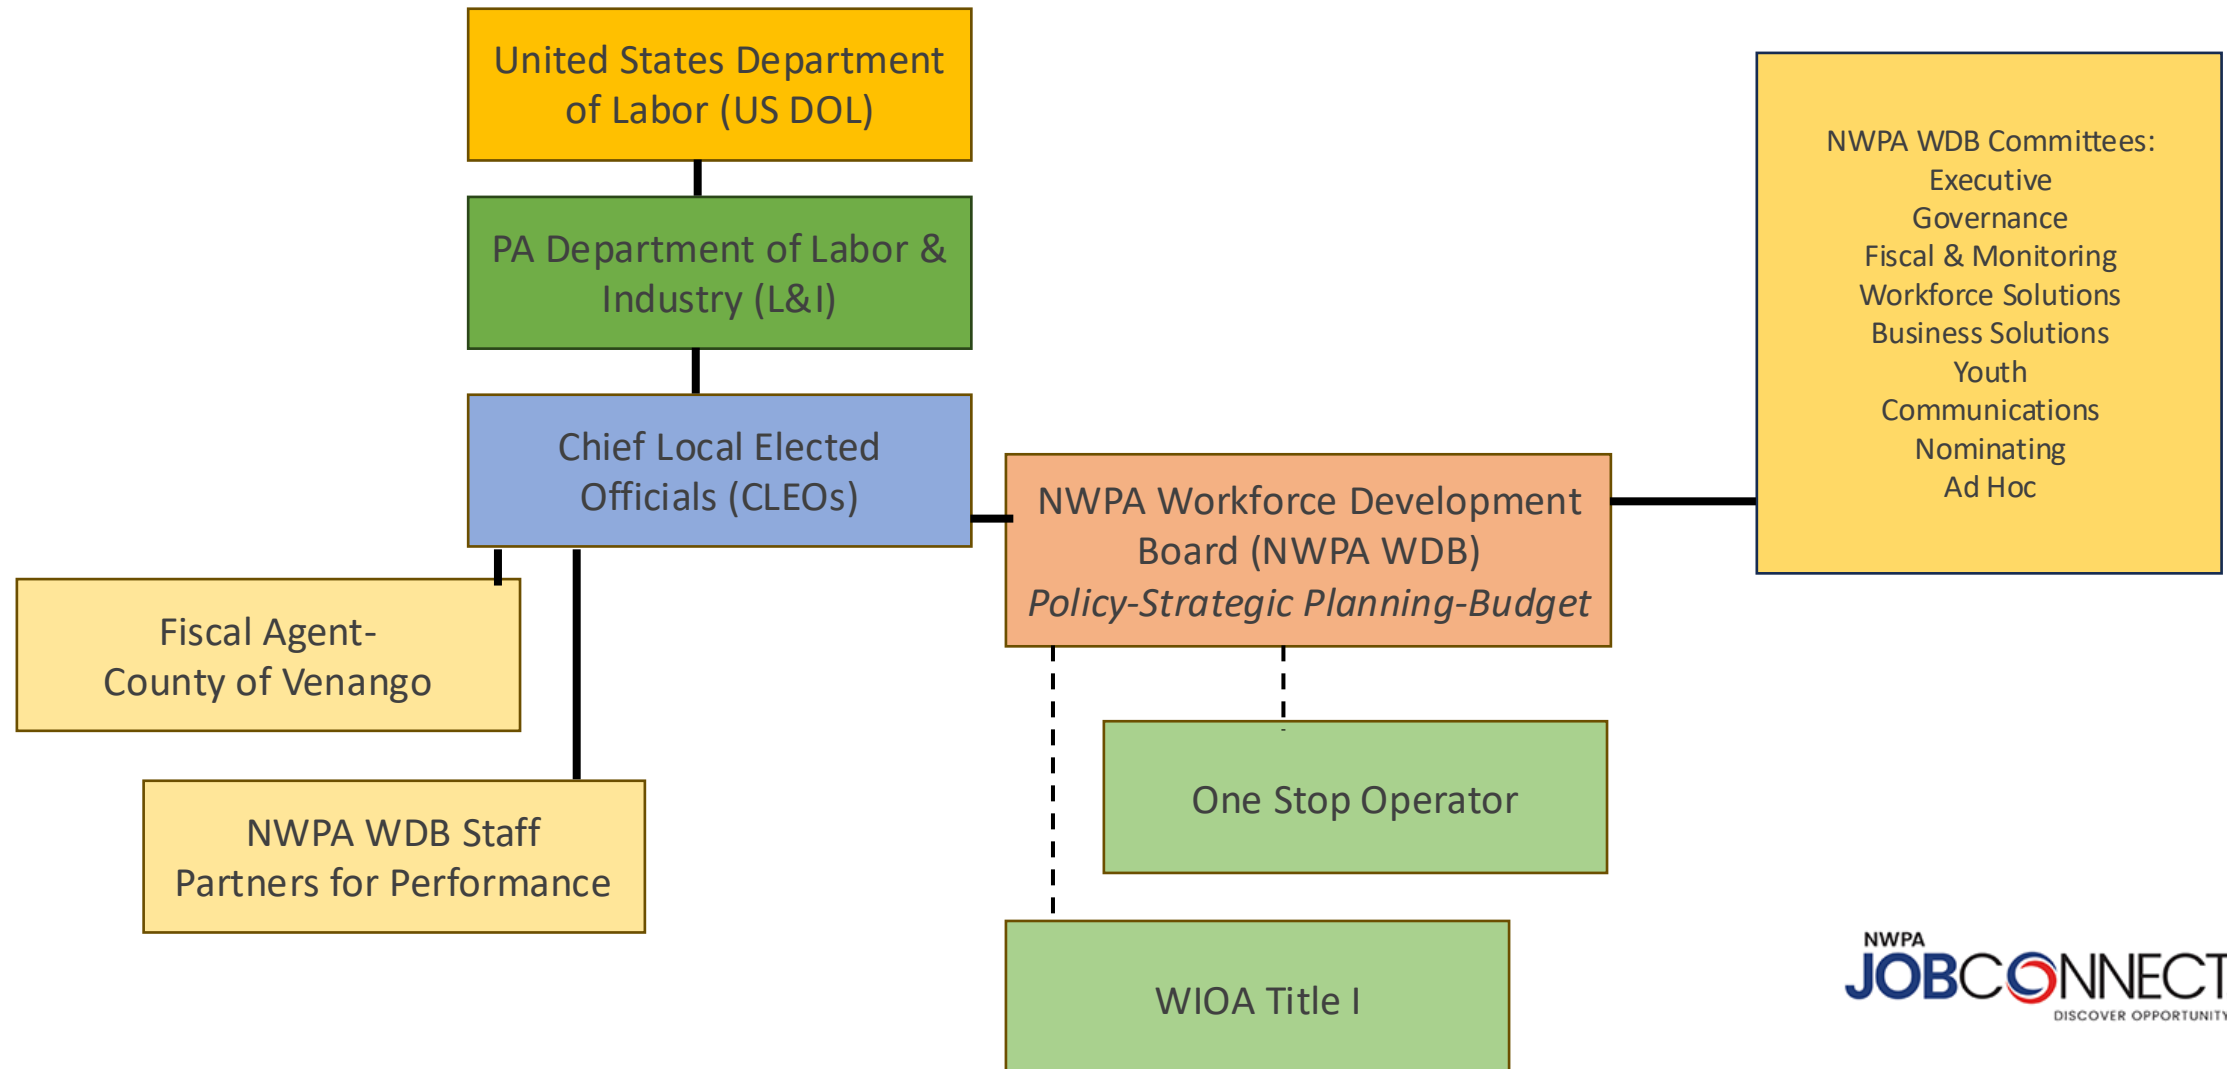 United States Department
of Labor (US DOL)
PA Department of Labor &
Industry (L&I)
Chief Local Elected
Officials (CLEOs)
NWPA Workforce Development
Board (NWPA WDB)
Policy-Strategic Planning-Budget
NWPA WDB Committees:
Executive
Governance
Fiscal & Monitoring
Workforce Solutions
Business Solutions
Youth
Communications
Nominating
Ad Hoc
Fiscal Agent-
County of Venango
NWPA WDB Staff
Partners for Performance
One Stop Operator
WIOA Title I
NWPA
JOBCONNECT
DISCOVER OPPORTUNITY